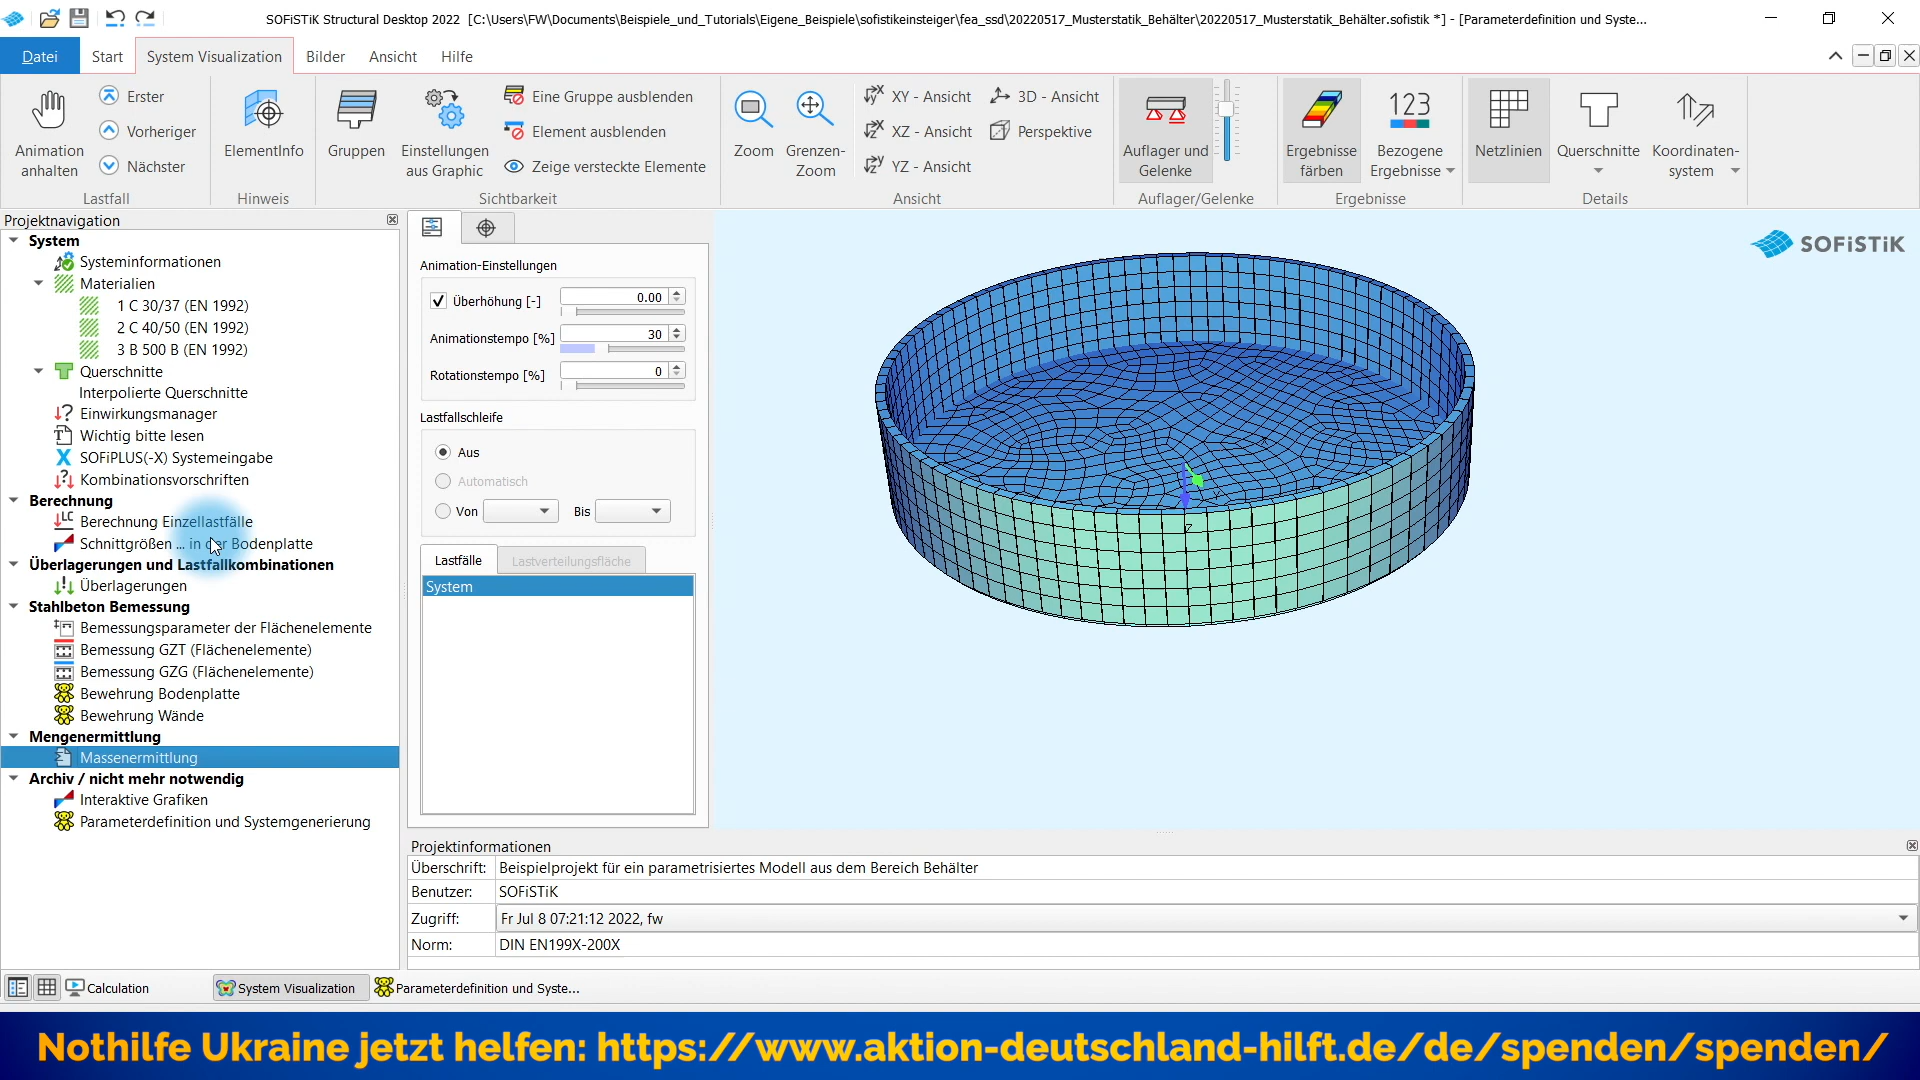 SOFiSTiK Structural Desktop 2022 [C:\Users\FW\Documents\Beispiele_und_Tutorials\Eigene_Beispiele\sofistikeinsteiger\fea_ssd\20220517_Musterstatik_Behälter\20220517_Musterstatik_Behälter.sofistik *] - [Parameterdefinition und Syste...
Datei Start System Visualization Bilder Ansicht Hilfe
Animation anhalten
Erster
Vorheriger
Nächster
Lastfall
ElementInfo
Hinweis
Gruppen
Einstellungen aus Graphic
Eine Gruppe ausblenden
Element ausblenden
Zeige versteckte Elemente
Sichtbarkeit
Zoom
Grenzen-Zoom
XY - Ansicht
XZ - Ansicht
YZ - Ansicht
3D - Ansicht
Perspektive
Ansicht
Auflager und Gelenke
Auflager/Gelenke
Ergebnisse färben
123
Bezogene Ergebnisse
Ergebnisse
Netzlinien
Querschnitte
Koordinaten-system
Details
Projektnavigation
System
Systeminformationen
Materialien
1 C 30/37 (EN 1992)
2 C 40/50 (EN 1992)
3 B 500 B (EN 1992)
Querschnitte
Interpolierte Querschnitte
Einwirkungsmanager
Wichtig bitte lesen
SOFiPLUS(-X) Systemeingabe
Kombinationsvorschriften
Berechnung
Berechnung Einzellastfälle
Schnittgrößen ... in der Bodenplatte
Überlagerungen und Lastfallkombinationen
Überlagerungen
Stahlbeton Bemessung
Bemessungsparameter der Flächenelemente
Bemessung GZT (Flächenelemente)
Bemessung GZG (Flächenelemente)
Bewehrung Bodenplatte
Bewehrung Wände
Mengenermittlung
Massenermittlung
Archiv / nicht mehr notwendig
Interaktive Grafiken
Parameterdefinition und Systemgenerierung
Animation-Einstellungen
Überhöhung [-] 0.00
Animationstempo [%] 30
Rotationstempo [%] 0
Lastfallschleife
Aus
Automatisch
Von Bis
Lastfälle Lastverteilungsfläche
System
SOFiSTiK
Z
Projektinformationen
Überschrift: Beispielprojekt für ein parametrisiertes Modell aus dem Bereich Behälter
Benutzer: SOFiSTiK
Zugriff: Fr Jul 8 07:21:12 2022, fw
Norm: DIN EN199X-200X
Calculation System Visualization Parameterdefinition und Syste...
Nothilfe Ukraine jetzt helfen: https://www.aktion-deutschland-hilft.de/de/spenden/spenden/